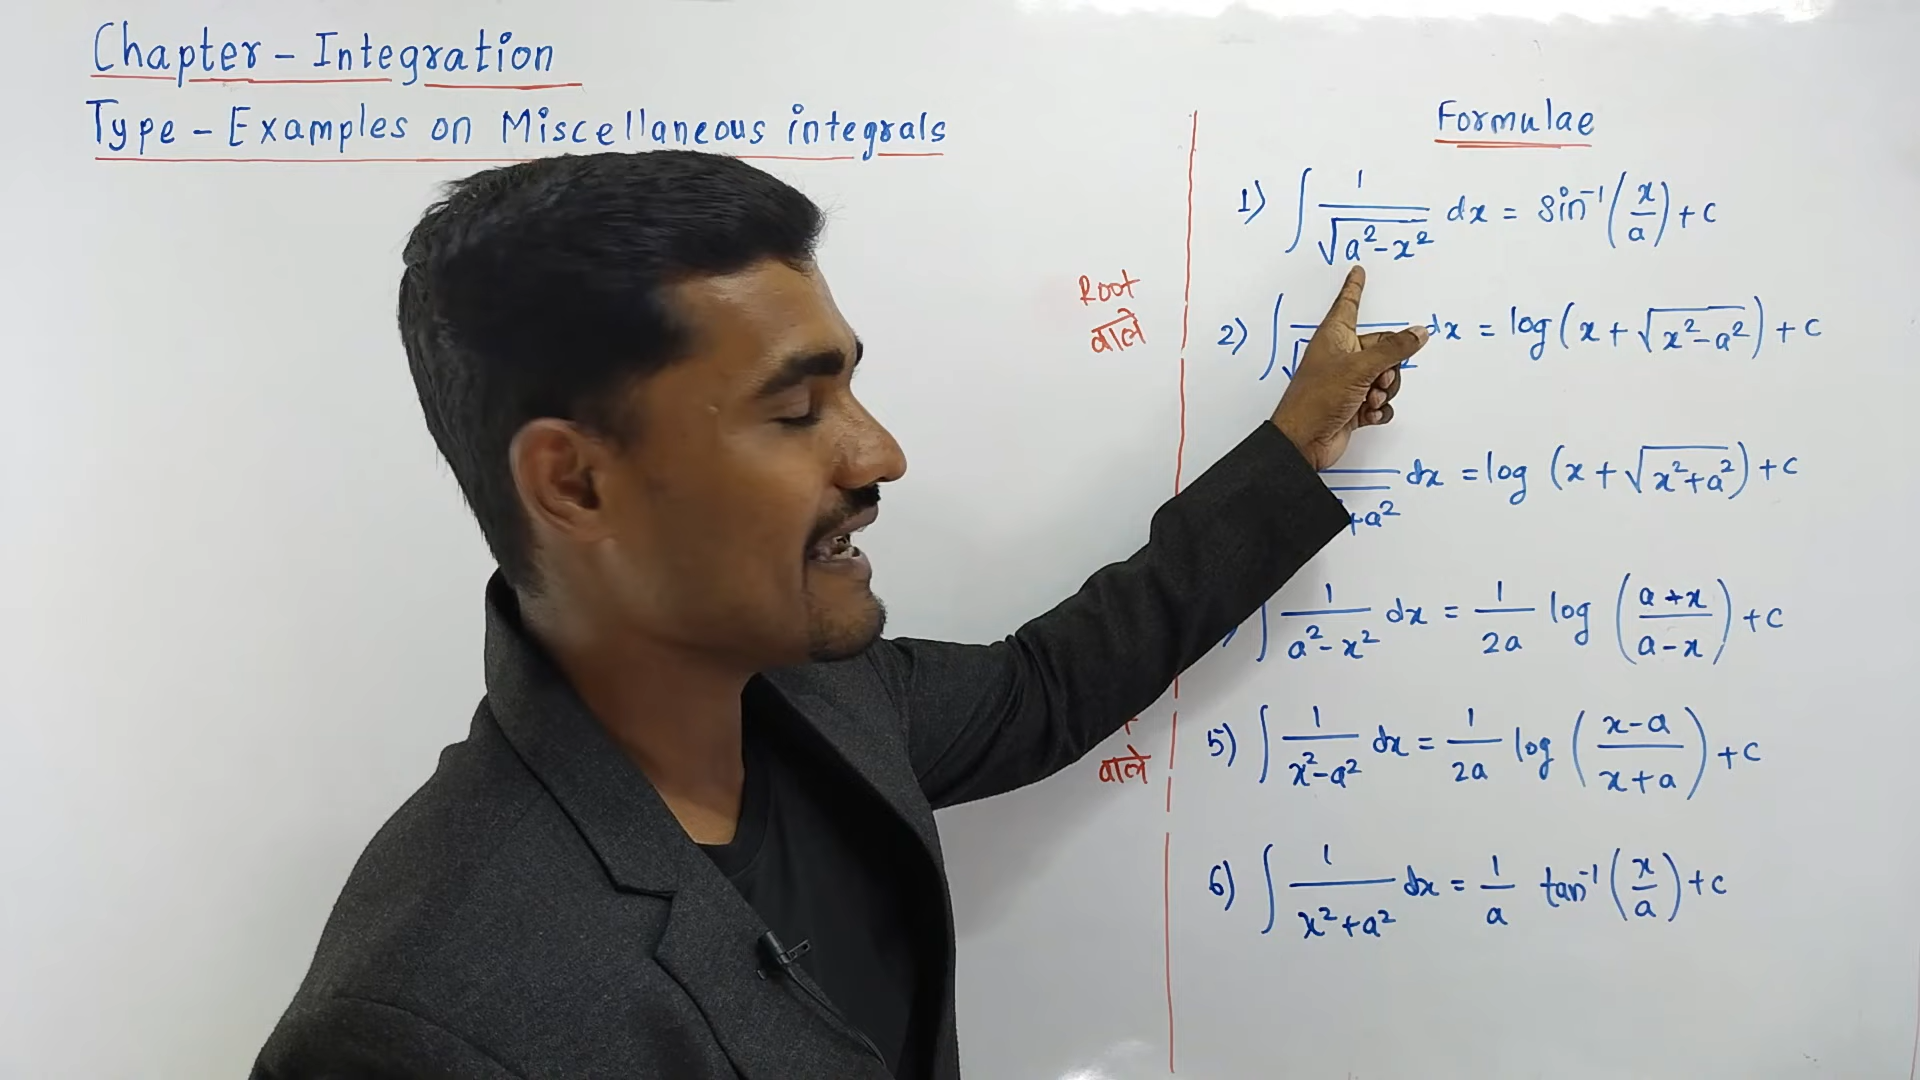 Chapter - Integration
Type - Examples on Miscellaneous integrals
Formulae
1) ∫ 1/√(a²-x²) dx = sin⁻¹(x/a) + c
Root
वाले
2) ∫ dx = log(x + √(x²-a²)) + c
+a² dx = log (x + √(x²+a²)) + c
∫ 1/(a²-x²) dx = 1/2a log ((a+x)/(a-x)) + c
वाले
5) ∫ 1/(x²-a²) dx = 1/2a log ((x-a)/(x+a)) + c
6) ∫ 1/(x²+a²) dx = 1/a tan⁻¹(x/a) + c